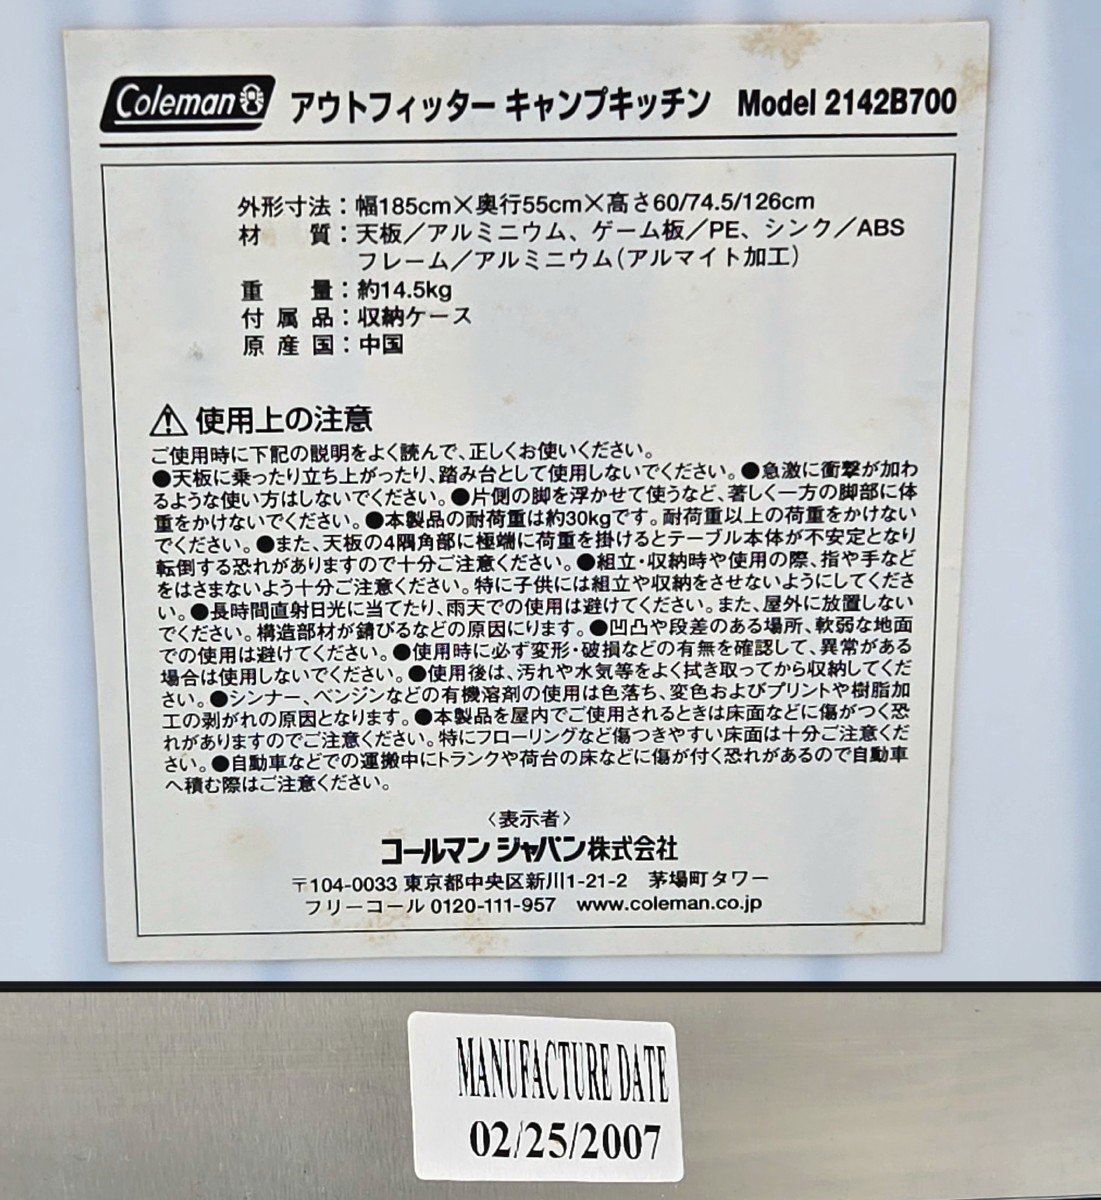 Coleman アウトフィッター キャンプキッチン Model 2142B700
外形寸法：幅185cm×奥行55cm×高さ60/74.5/126cm
材　　質：天板／アルミニウム、ゲーム板／PE、シンク／ABS
フレーム／アルミニウム(アルマイト加工)
重　　量：約14.5kg
付 属 品：収納ケース
原 産 国：中国
⚠使用上の注意
ご使用時に下記の説明をよく読んで、正しくお使いください。
●天板に乗ったり立ち上がったり、踏み台として使用しないでください。●急激に衝撃が加わ
るような使い方はしないでください。●片側の脚を浮かせて使うなど、著しく一方の脚部に体
重をかけないでください。●本製品の耐荷重は約30kgです。耐荷重以上の荷重をかけない
でください。●また、天板の4隅角部に極端に荷重を掛けるとテーブル本体が不安定となり
転倒する恐れがありますので十分ご注意ください。●組立・収納時や使用の際、指や手など
をはさまないよう十分ご注意ください。特に子供には組立や収納をさせないようにしてくださ
い。●長時間直射日光に当てたり、雨天での使用は避けてください。また、屋外に放置しない
でください。構造部材が錆びるなどの原因にります。●凹凸や段差のある場所、軟弱な地面
での使用は避けてください。●使用時に必ず変形・破損などの有無を確認して、異常がある
場合は使用しないでください。●使用後は、汚れや水気等をよく拭き取ってから収納してくだ
さい。●シンナー、ベンジンなどの有機溶剤の使用は色落ち、変色およびプリントや樹脂加
工の剥がれの原因となります。●本製品を屋内でご使用されるときは床面などに傷がつく恐
れがありますのでご注意ください。特にフローリングなど傷つきやすい床面は十分ご注意くだ
さい。●自動車などでの運搬中にトランクや荷台の床などに傷が付く恐れがあるので自動車
へ積む際はご注意ください。
〈表示者〉
コールマン ジャパン株式会社
〒104-0033 東京都中央区新川1-21-2　茅場町タワー
フリーコール 0120-111-957　www.coleman.co.jp
MANUFACTURE DATE
02/25/2007